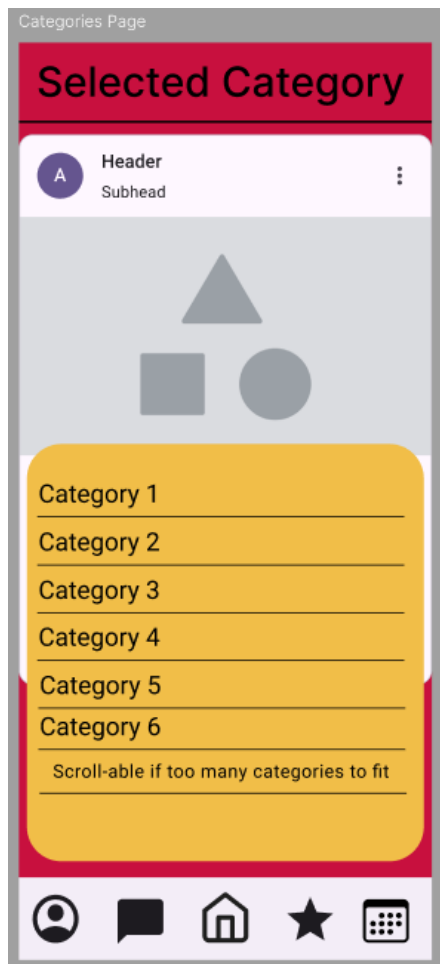 Categories Page
Selected Category
A
Header
Subhead
Category 1
Category 2
Category 3
Category 4
Category 5
Category 6
Scroll-able if too many categories to fit